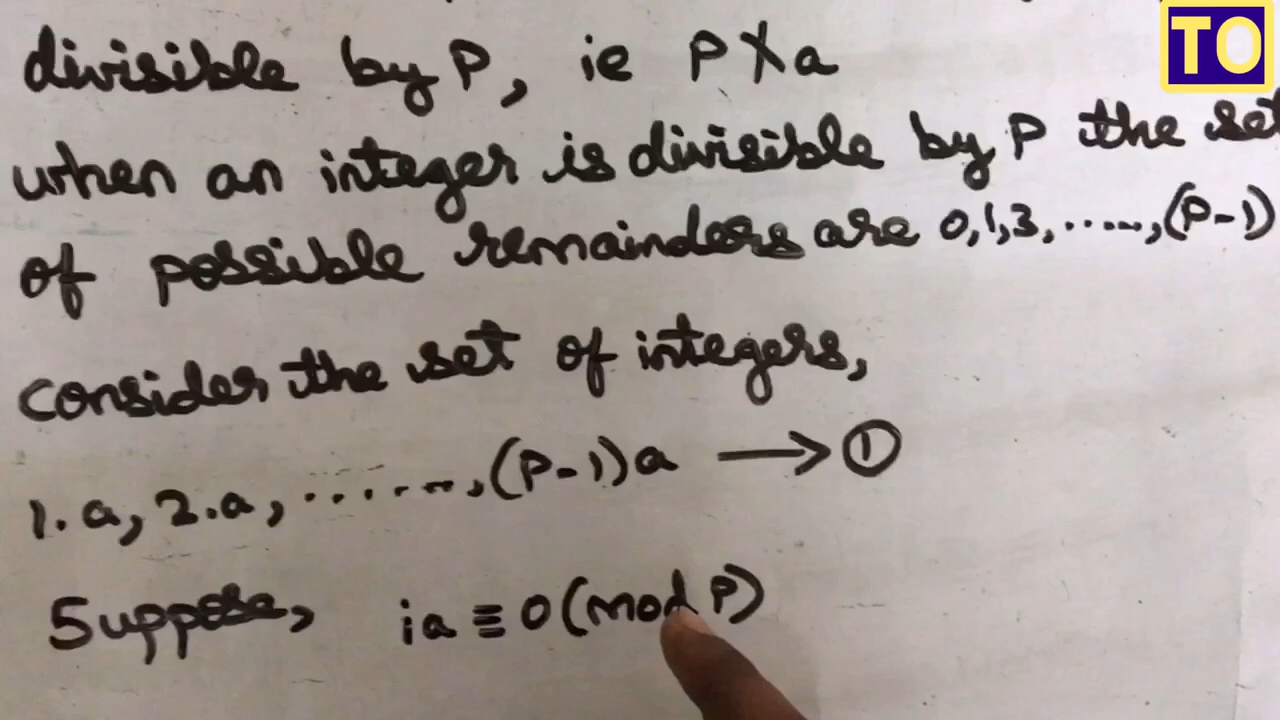 TO
divisible by P, ie P∤a
when an integer is divisible by P the set
of possible remainders are 0,1,3,.....,(P-1)
consider the set of integers,
1.a, 2.a, ........,(P-1)a → ①
Suppose, ia ≡ 0(mod P)